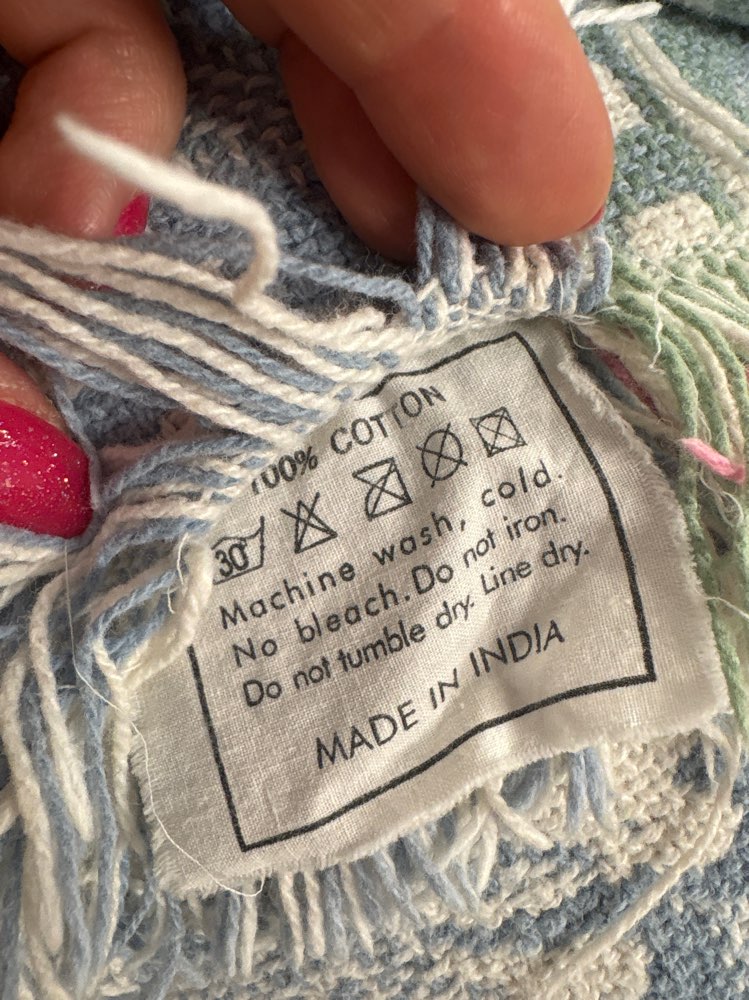 100% COTTON
30
Machine wash, cold.
No bleach. Do not iron.
Do not tumble dry. Line dry.
MADE IN INDIA